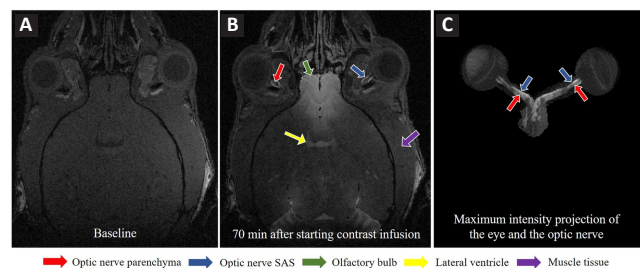 A
B
C
Baseline
70 min after starting contrast infusion
Maximum intensity projection of
the eye and the optic nerve
Optic nerve parenchyma
Optic nerve SAS
Olfactory bulb
Lateral ventricle
Muscle tissue